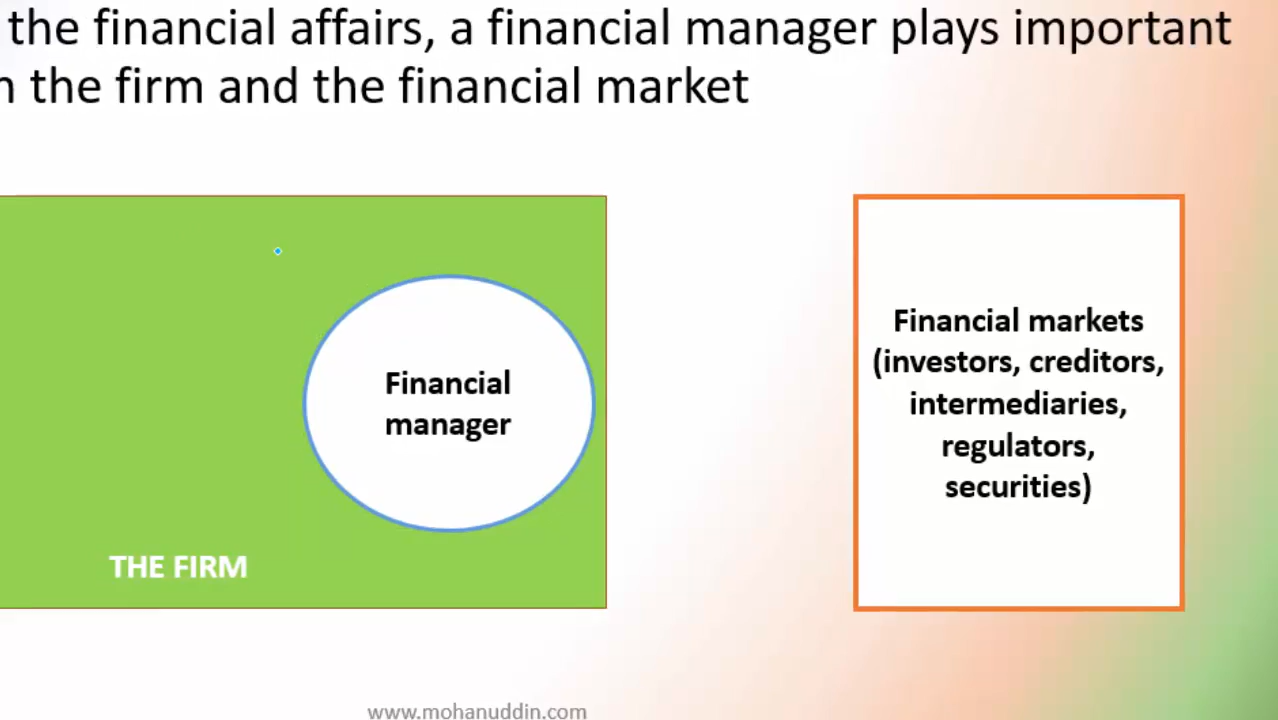 the financial affairs, a financial manager plays important
the firm and the financial market
Financial
manager
THE FIRM
Financial markets
(investors, creditors,
intermediaries,
regulators,
securities)
www.mohanuddin.com